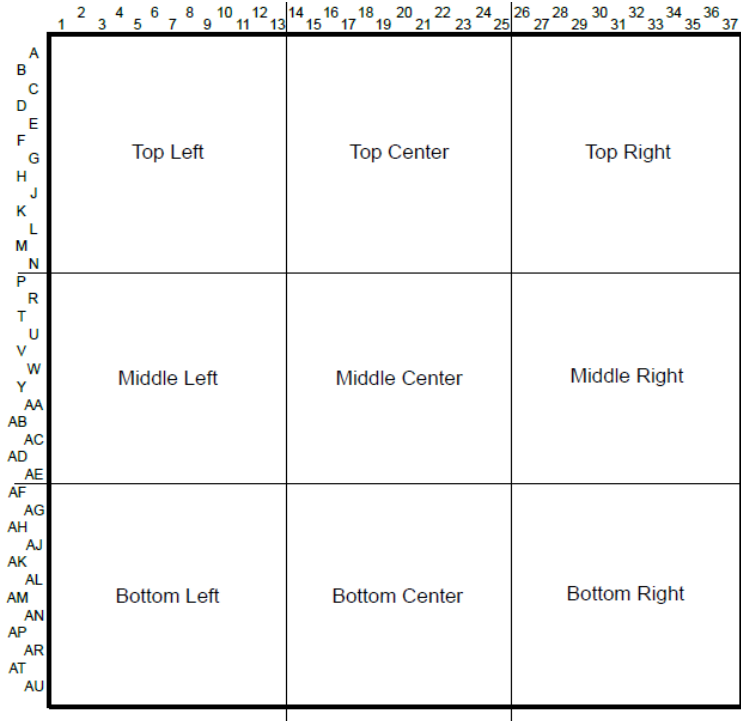 2 4 6 8 10 12 14 16 18 20 22 24 26 28 30 32 34 36
1 3 5 7 9 11 13 15 17 19 21 23 25 27 29 31 33 35 37
A
B
C
D
E
F
G
H
J
K
L
M
N
P
R
T
U
V
W
Y
AA
AB
AC
AD
AE
AF
AG
AH
AJ
AK
AL
AM
AN
AP
AR
AT
AU
Top Left Top Center Top Right
Middle Left Middle Center Middle Right
Bottom Left Bottom Center Bottom Right